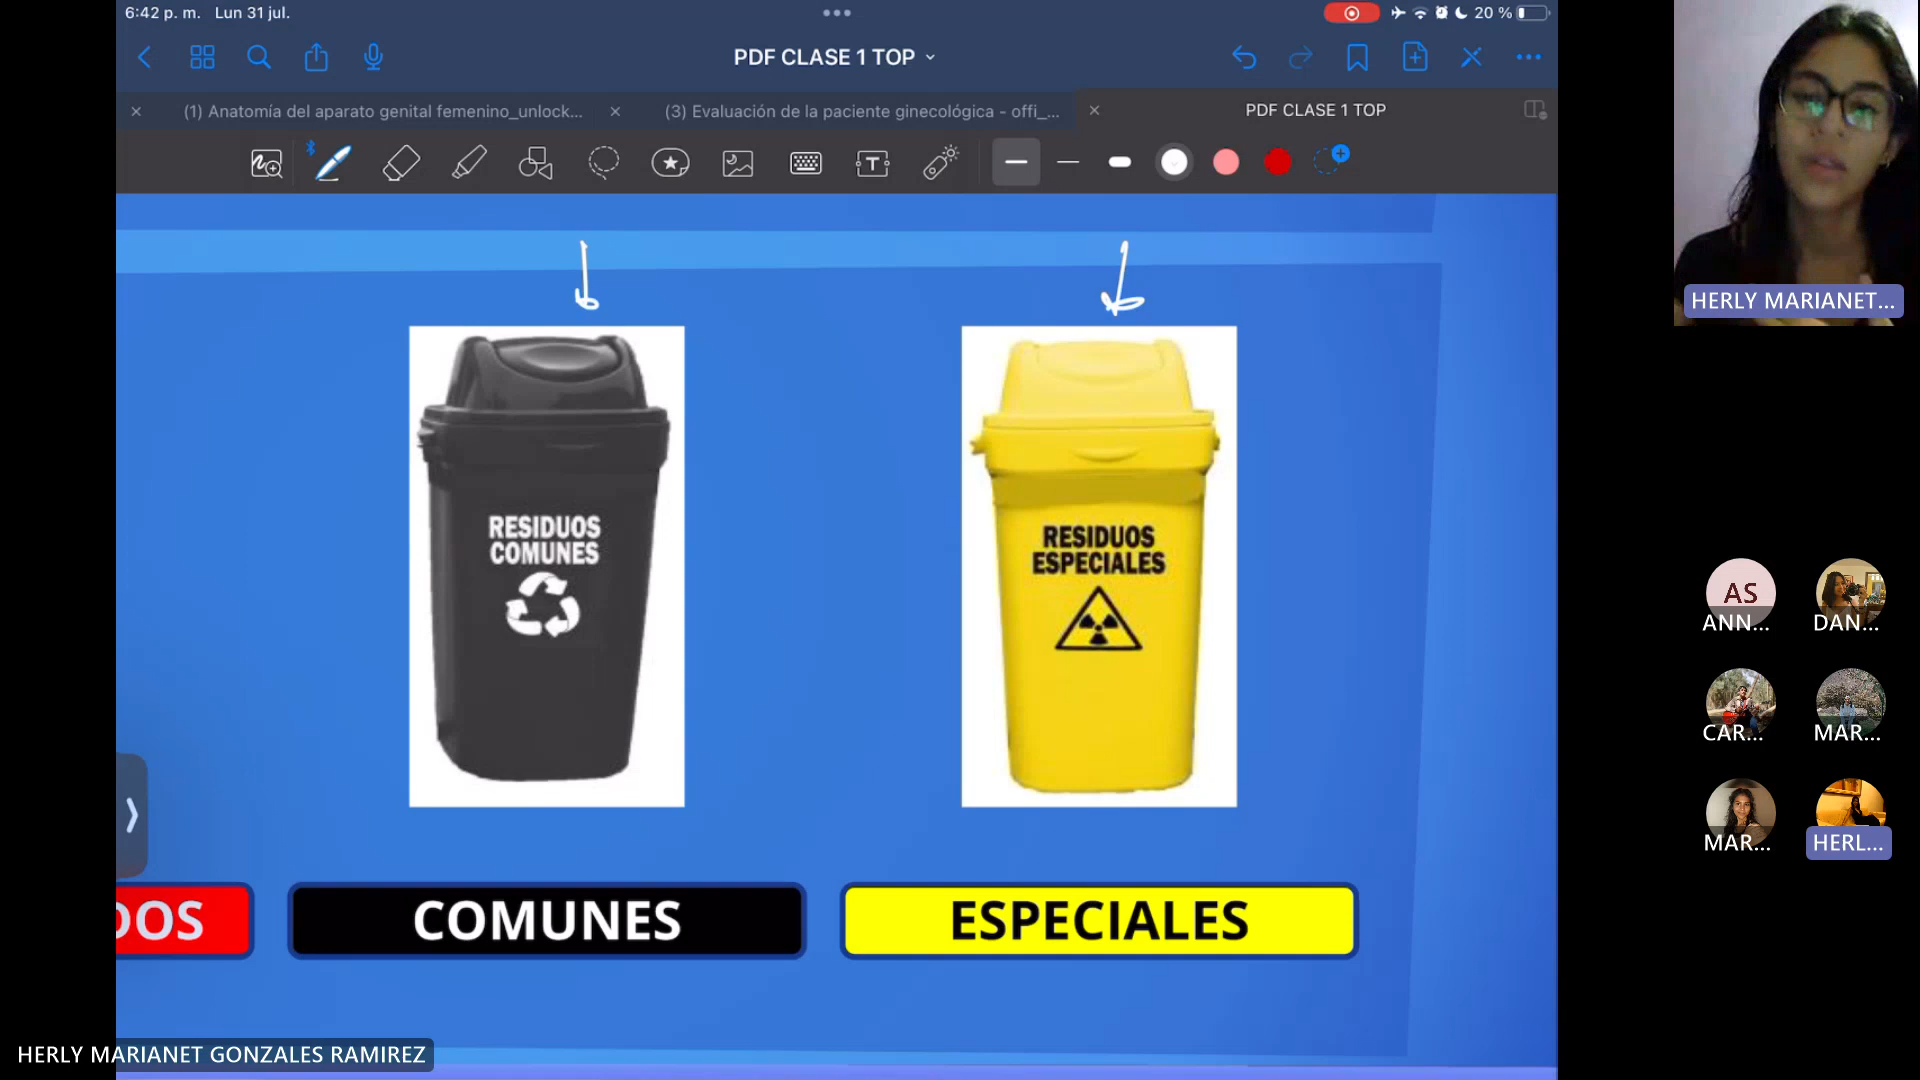 6:42 p. m. Lun 31 jul.
20 %
PDF CLASE 1 TOP
(1) Anatomía del aparato genital femenino_unlock...
(3) Evaluación de la paciente ginecológica - offi_...
PDF CLASE 1 TOP
T
RESIDUOS
COMUNES
RESIDUOS
ESPECIALES
DOS
COMUNES
ESPECIALES
HERLY MARIANET GONZALES RAMIREZ
HERLY MARIANET...
AS
ANN...
DAN...
CAR...
MAR...
MAR...
HERL...